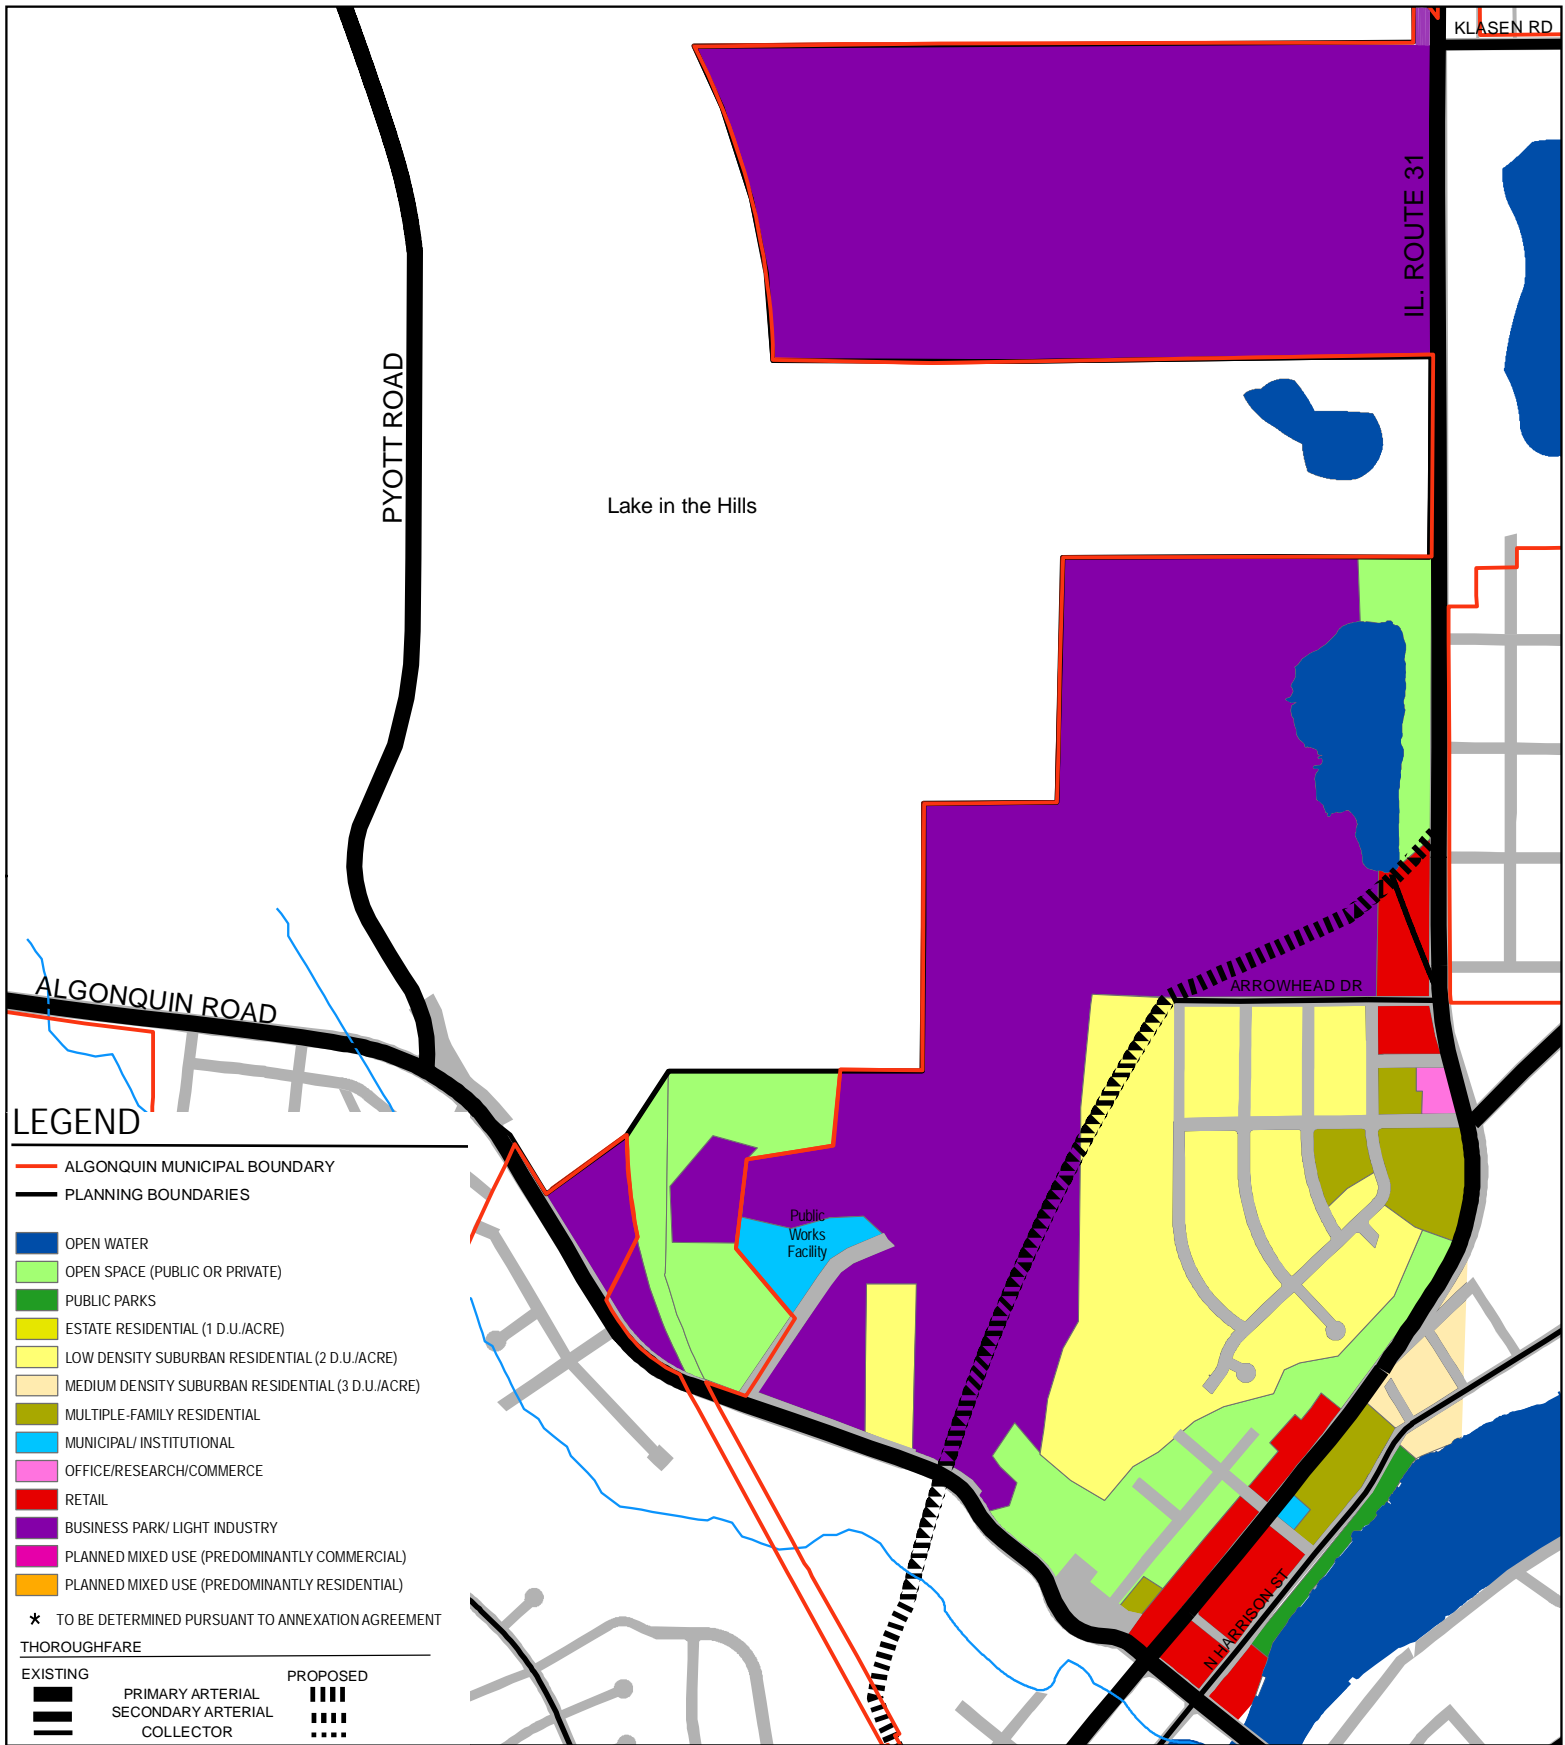 KLASEN RD
IL. ROUTE 31
PYOTT ROAD
Lake in the Hills
ARROWHEAD DR
ALGONQUIN ROAD
Public
Works
Facility
N HARRISON ST
LEGEND
ALGONQUIN MUNICIPAL BOUNDARY
PLANNING BOUNDARIES
OPEN WATER
OPEN SPACE (PUBLIC OR PRIVATE)
PUBLIC PARKS
ESTATE RESIDENTIAL (1 D.U./ACRE)
LOW DENSITY SUBURBAN RESIDENTIAL (2 D.U./ACRE)
MEDIUM DENSITY SUBURBAN RESIDENTIAL (3 D.U./ACRE)
MULTIPLE-FAMILY RESIDENTIAL
MUNICIPAL/ INSTITUTIONAL
OFFICE/RESEARCH/COMMERCE
RETAIL
BUSINESS PARK/ LIGHT INDUSTRY
PLANNED MIXED USE (PREDOMINANTLY COMMERCIAL)
PLANNED MIXED USE (PREDOMINANTLY RESIDENTIAL)
* TO BE DETERMINED PURSUANT TO ANNEXATION AGREEMENT
THOROUGHFARE
EXISTING PROPOSED
PRIMARY ARTERIAL
SECONDARY ARTERIAL
COLLECTOR